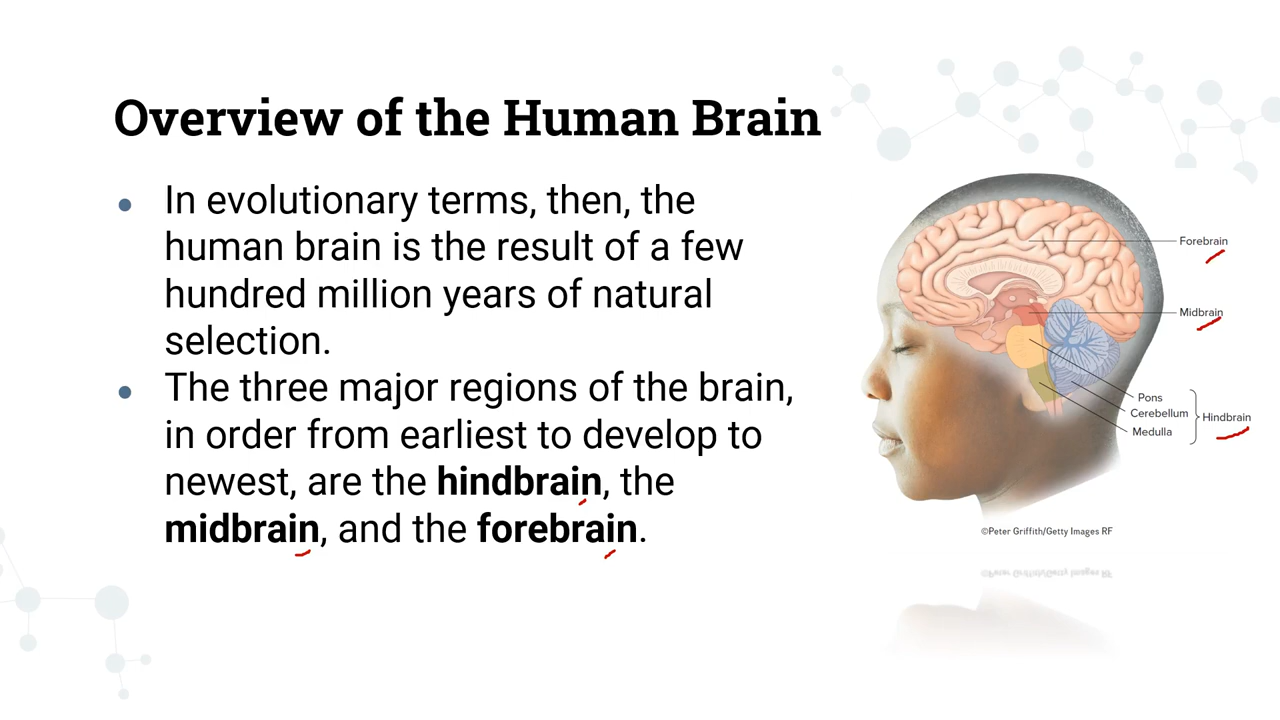 Overview of the Human Brain
● In evolutionary terms, then, the
human brain is the result of a few
hundred million years of natural
selection.
● The three major regions of the brain,
in order from earliest to develop to
newest, are the hindbrain, the
midbrain, and the forebrain.
Forebrain
Midbrain
Pons
Cerebellum
Hindbrain
Medulla
©Peter Griffith/Getty Images RF